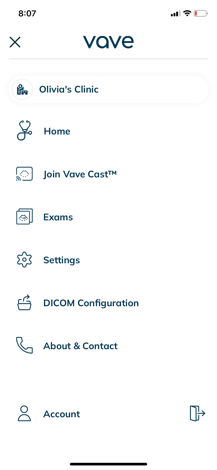 8:07
vave
Olivia's Clinic
Home
Join Vave Cast™
Exams
Settings
DICOM Configuration
About & Contact
Account